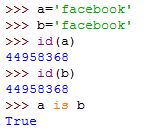 >>> a='facebook'
>>> b='facebook'
>>> id(a)
44958368
>>> id(b)
44958368
>>> a is b
True